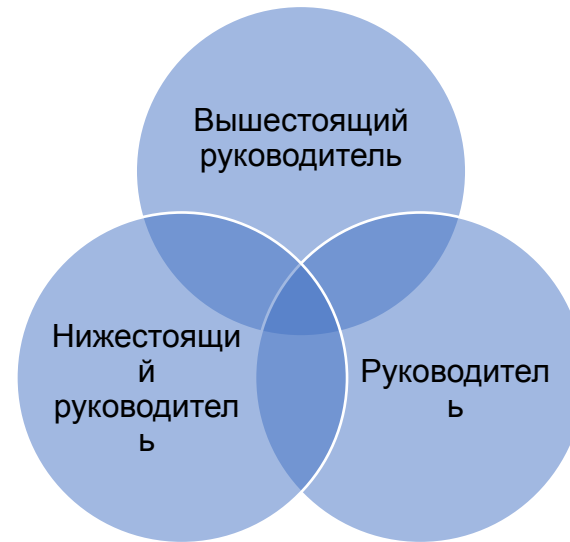 Вышестоящий
руководитель
Нижестоящи
й
руководител
ь
Руководител
ь